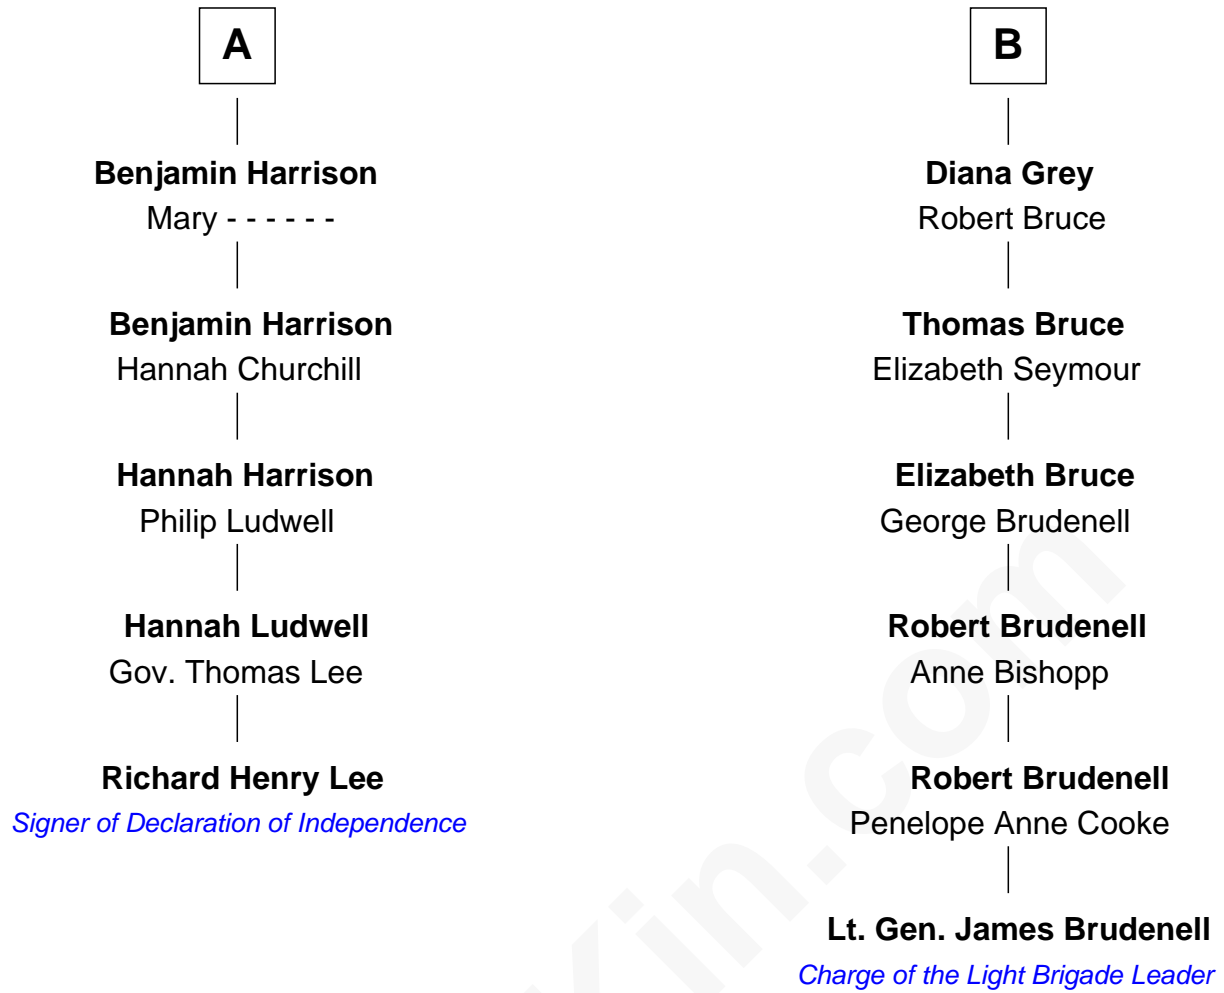 A
Benjamin Harrison
Mary - - - - - -
Benjamin Harrison
Hannah Churchill
Hannah Harrison
Philip Ludwell
Hannah Ludwell
Gov. Thomas Lee
Richard Henry Lee
Signer of Declaration of Independence
B
Diana Grey
Robert Bruce
Thomas Bruce
Elizabeth Seymour
Elizabeth Bruce
George Brudenell
Robert Brudenell
Anne Bishopp
Robert Brudenell
Penelope Anne Cooke
Lt. Gen. James Brudenell
Charge of the Light Brigade Leader
Kin.com